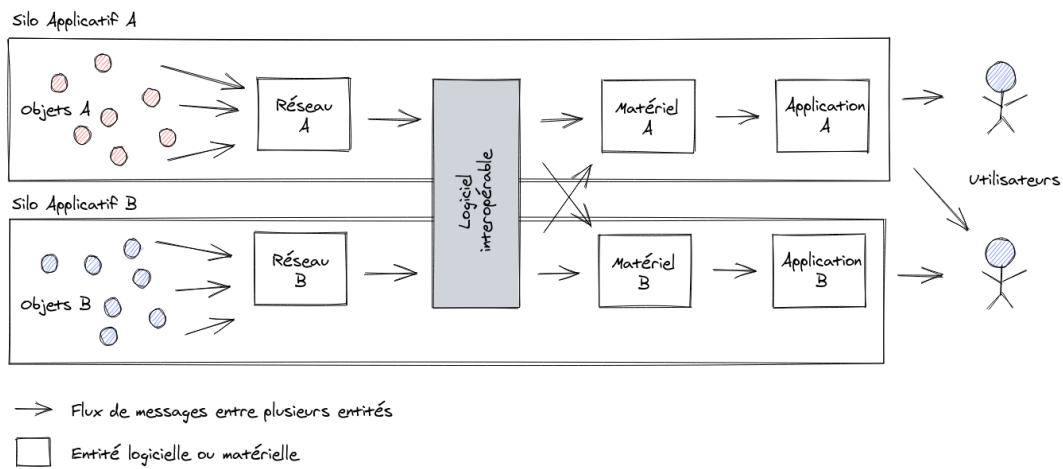 Silo Applicatif A
Objets A
Réseau
A
Logiciel
interopérable
Matériel
A
Application
A
Utilisateurs
Silo Applicatif B
Objets B
Réseau
B
Matériel
B
Application
B
Flux de messages entre plusieurs entités
Entité logicielle ou matérielle